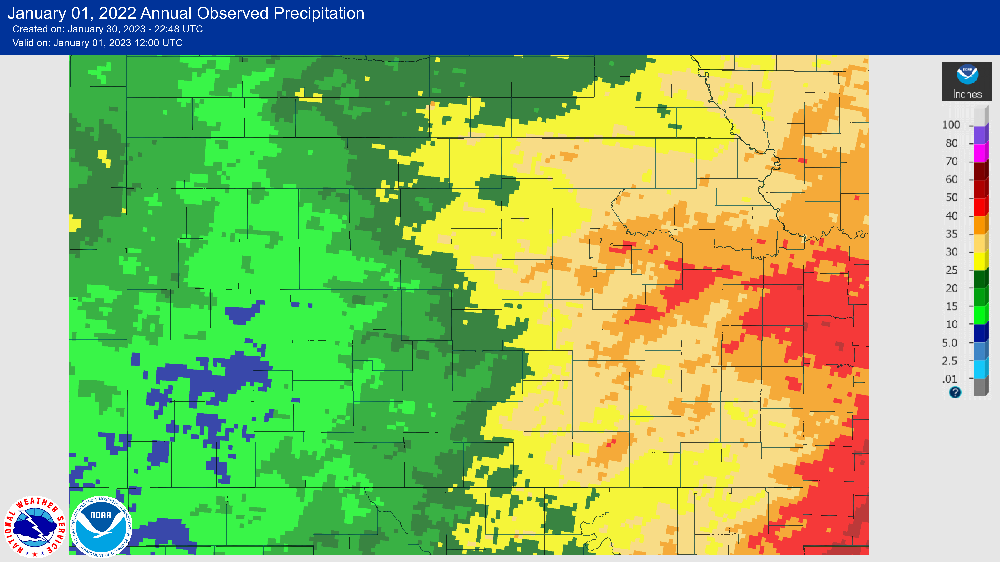 January 01, 2022 Annual Observed Precipitation
Created on: January 30, 2023 - 22:48 UTC
Valid on: January 01, 2023 12:00 UTC
NOAA
Inches
100
80
70
60
50
40
35
30
25
20
15
10
5.0
2.5
.01
?
NATIONAL WEATHER SERVICE
NATIONAL OCEANIC AND ATMOSPHERIC ADMINISTRATION
NOAA
U.S. DEPARTMENT OF COMMERCE